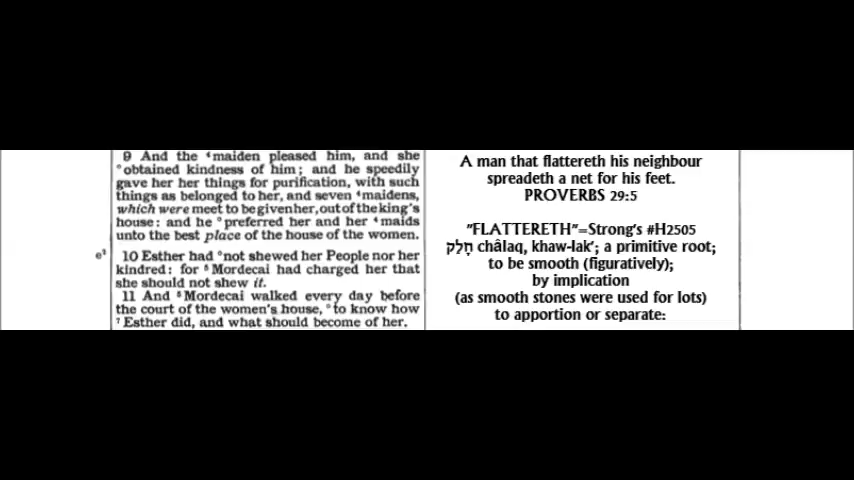 9 And the ⁴maiden pleased him, and she
°obtained kindness of him; and he speedily
gave her her things for purification, with such
things as belonged to her, and seven ⁴maidens,
which were meet to be given her, out of the king's
house: and he °preferred her and her ⁴maids
unto the best place of the house of the women.
e²
10 Esther had °not shewed her People nor her
kindred: for ⁵Mordecai had charged her that
she should not shew it.
11 And ⁵Mordecai walked every day before
the court of the women's house, °to know how
⁷Esther did, and what should become of her.
A man that flattereth his neighbour
spreadeth a net for his feet.
PROVERBS 29:5
"FLATTERETH"=Strong's #H2505
חָלַק châlaq, khaw-lak'; a primitive root;
to be smooth (figuratively);
by implication
(as smooth stones were used for lots)
to apportion or separate: